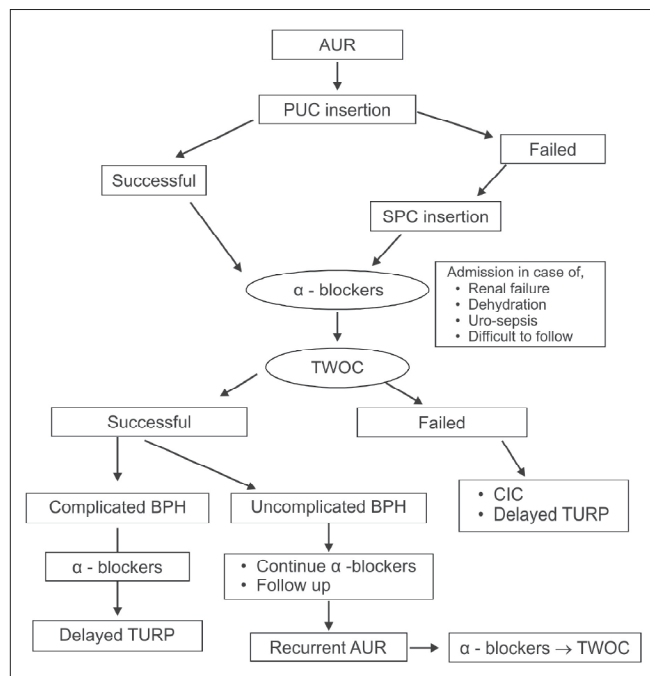 AUR
PUC insertion
Successful
Failed
SPC insertion
α - blockers
Admission in case of,
• Renal failure
• Dehydration
• Uro-sepsis
• Difficult to follow
TWOC
Successful
Failed
• CIC
• Delayed TURP
Complicated BPH
Uncomplicated BPH
α - blockers
• Continue α -blockers
• Follow up
Delayed TURP
Recurrent AUR
α - blockers → TWOC